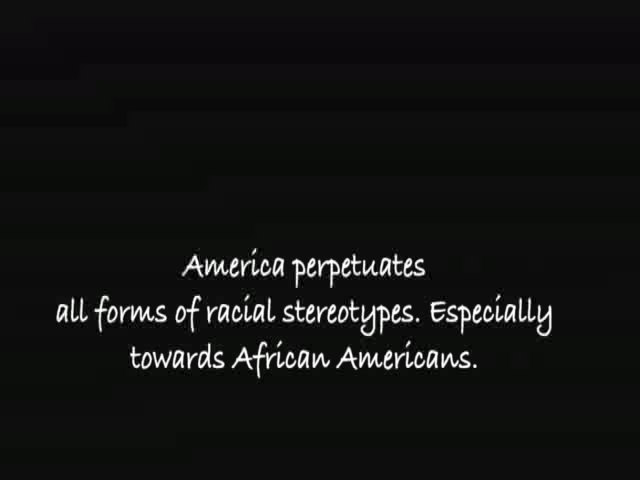 America perpetuates
all forms of racial stereotypes. Especially
towards African Americans.